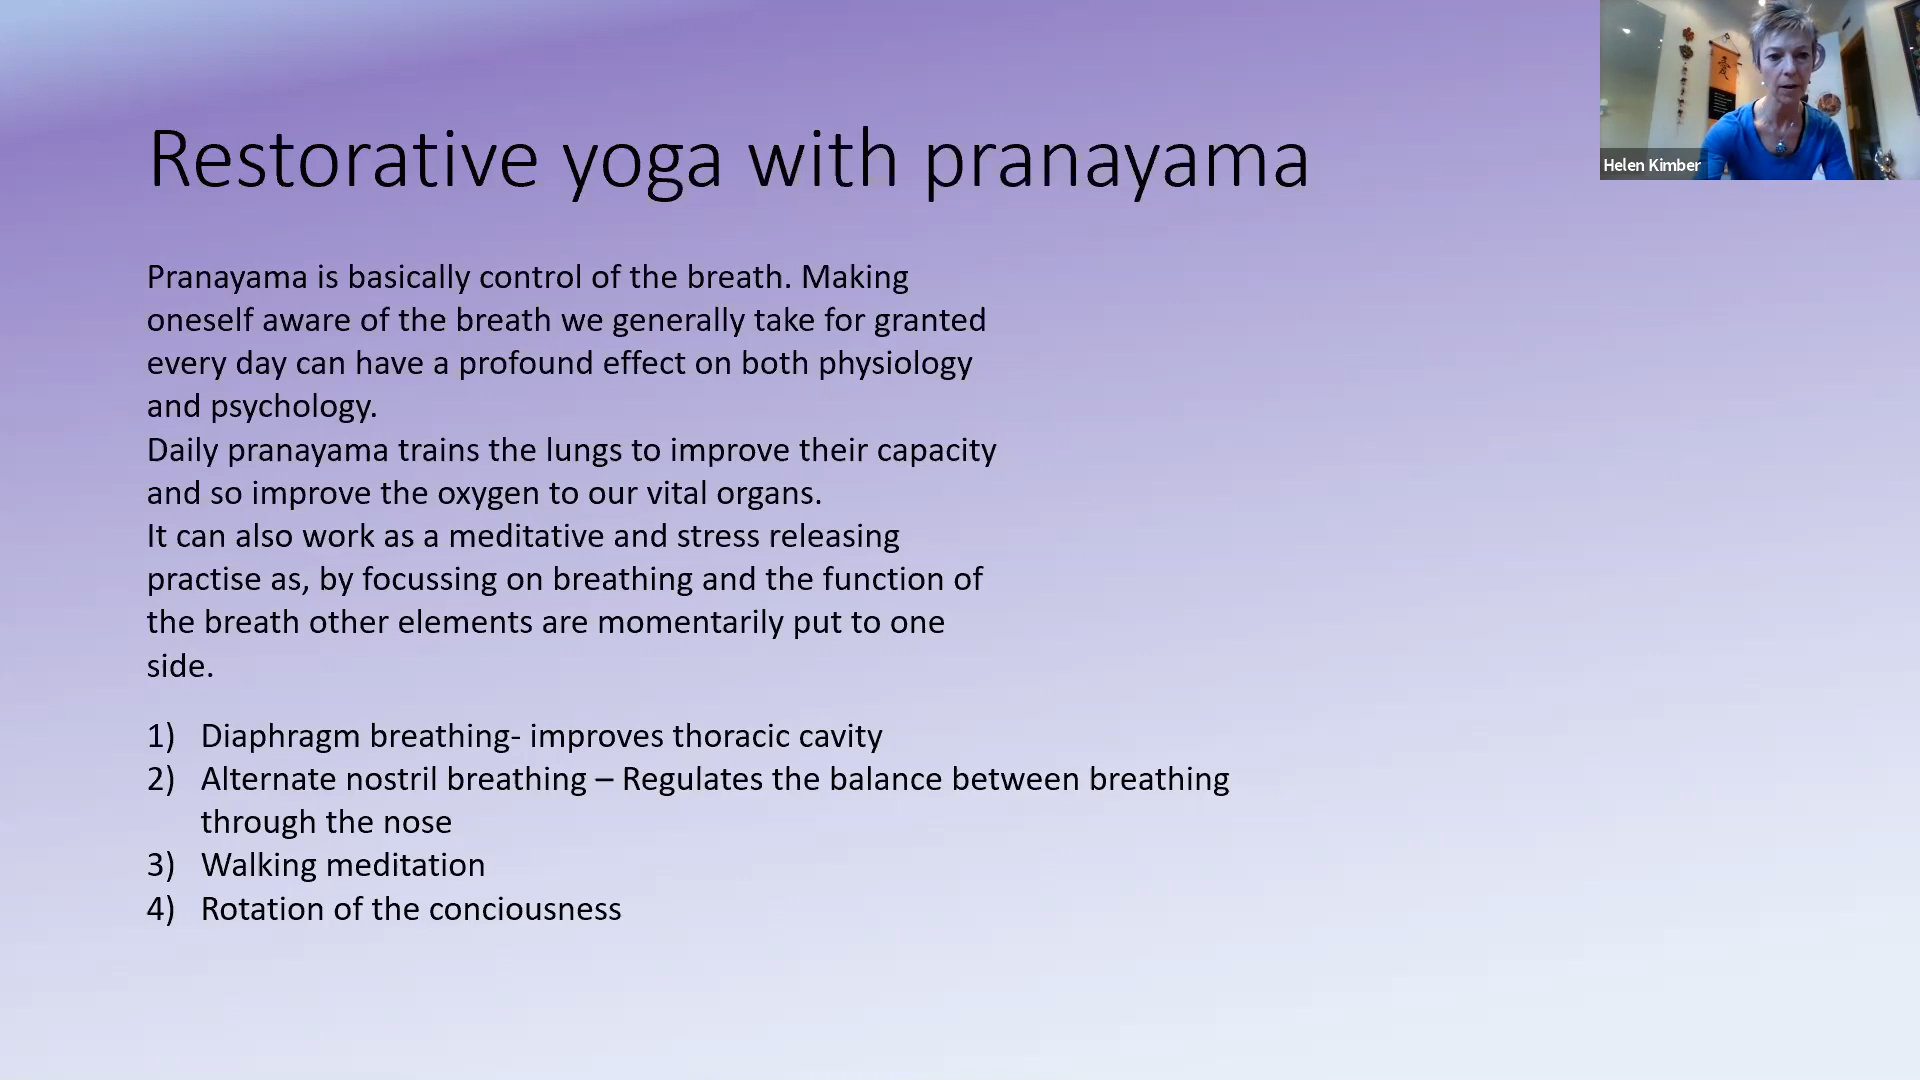 Restorative yoga with pranayama
Helen Kimber
Pranayama is basically control of the breath. Making
oneself aware of the breath we generally take for granted
every day can have a profound effect on both physiology
and psychology.
Daily pranayama trains the lungs to improve their capacity
and so improve the oxygen to our vital organs.
It can also work as a meditative and stress releasing
practise as, by focussing on breathing and the function of
the breath other elements are momentarily put to one
side.
1) Diaphragm breathing- improves thoracic cavity
2) Alternate nostril breathing – Regulates the balance between breathing
through the nose
3) Walking meditation
4) Rotation of the conciousness